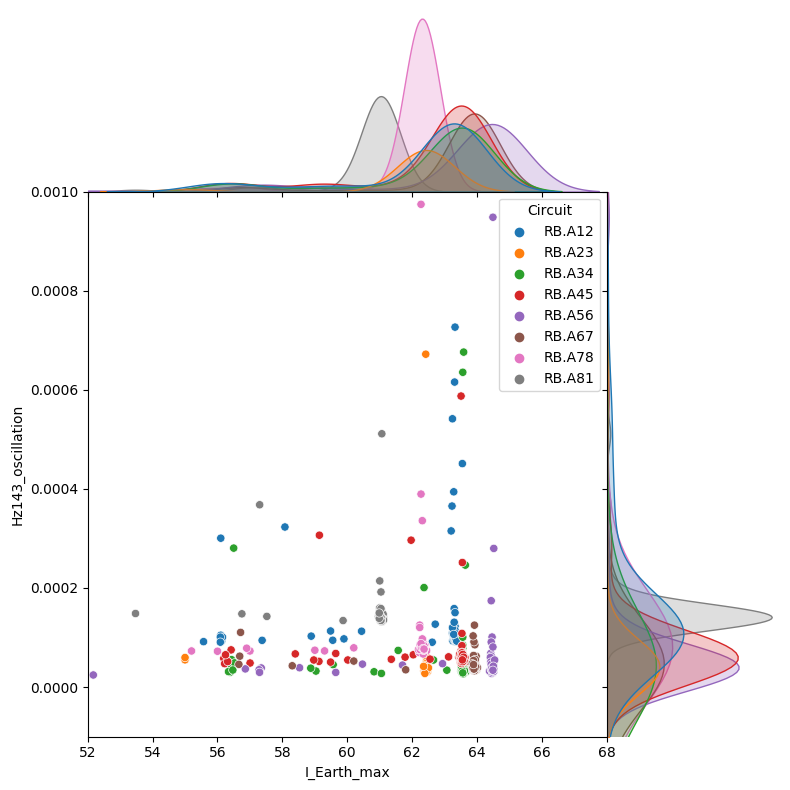 0.0010
0.0008
0.0006
0.0004
0.0002
0.0000
Hz143_oscillation
52
54
56
58
60
62
64
66
68
I_Earth_max
Circuit
RB.A12
RB.A23
RB.A34
RB.A45
RB.A56
RB.A67
RB.A78
RB.A81